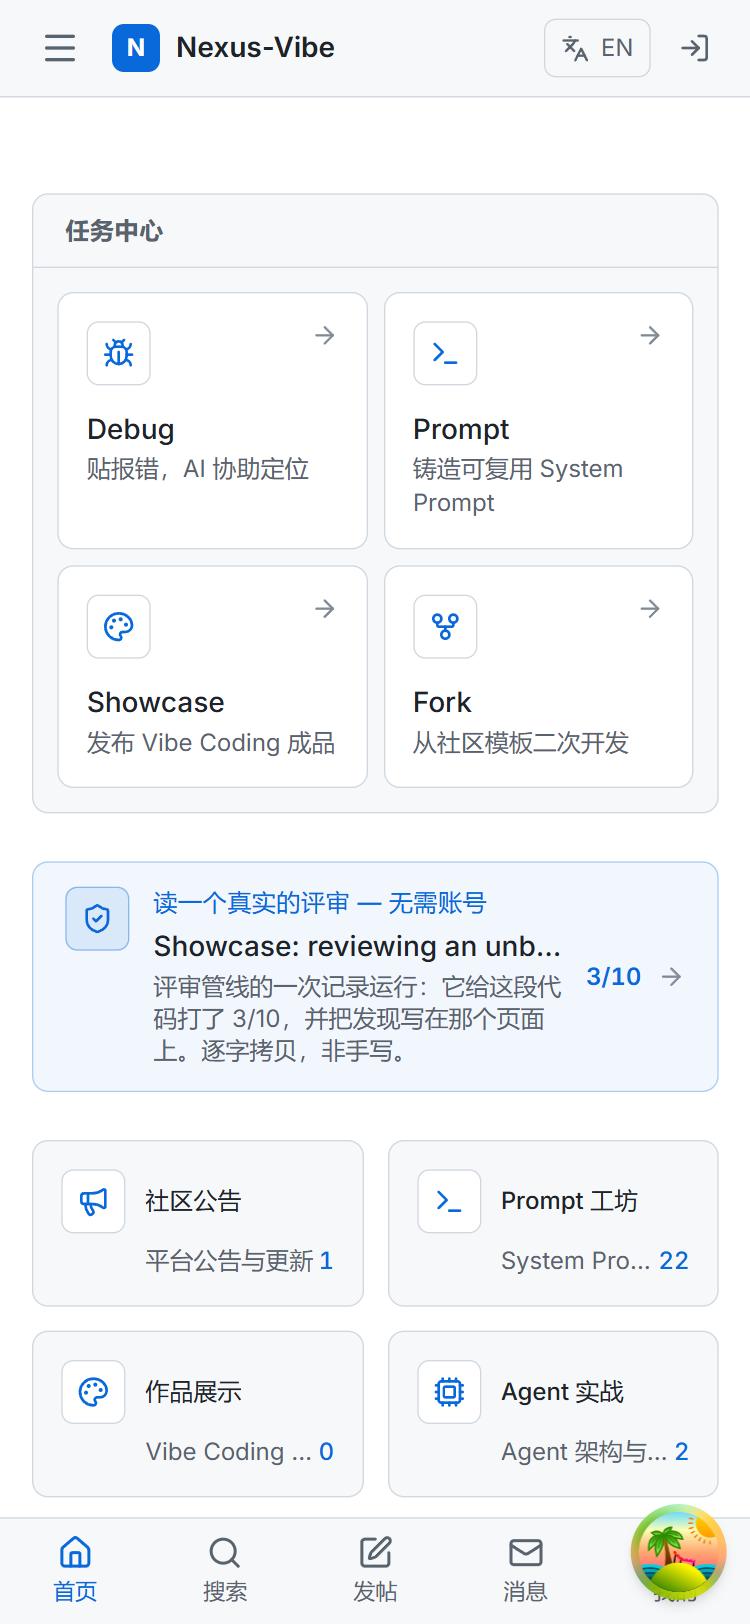 N Nexus-Vibe EN
任务中心
Debug
贴报错，AI 协助定位
Prompt
铸造可复用 System
Prompt
Showcase
发布 Vibe Coding 成品
Fork
从社区模板二次开发
读一个真实的评审 — 无需账号
Showcase: reviewing an unb...
评审管线的一次记录运行：它给这段代
码打了 3/10，并把发现写在那个页面
上。逐字拷贝，非手写。
3/10
社区公告
平台公告与更新 1
Prompt 工坊
System Pro... 22
作品展示
Vibe Coding ... 0
Agent 实战
Agent 架构与... 2
首页
搜索
发帖
消息